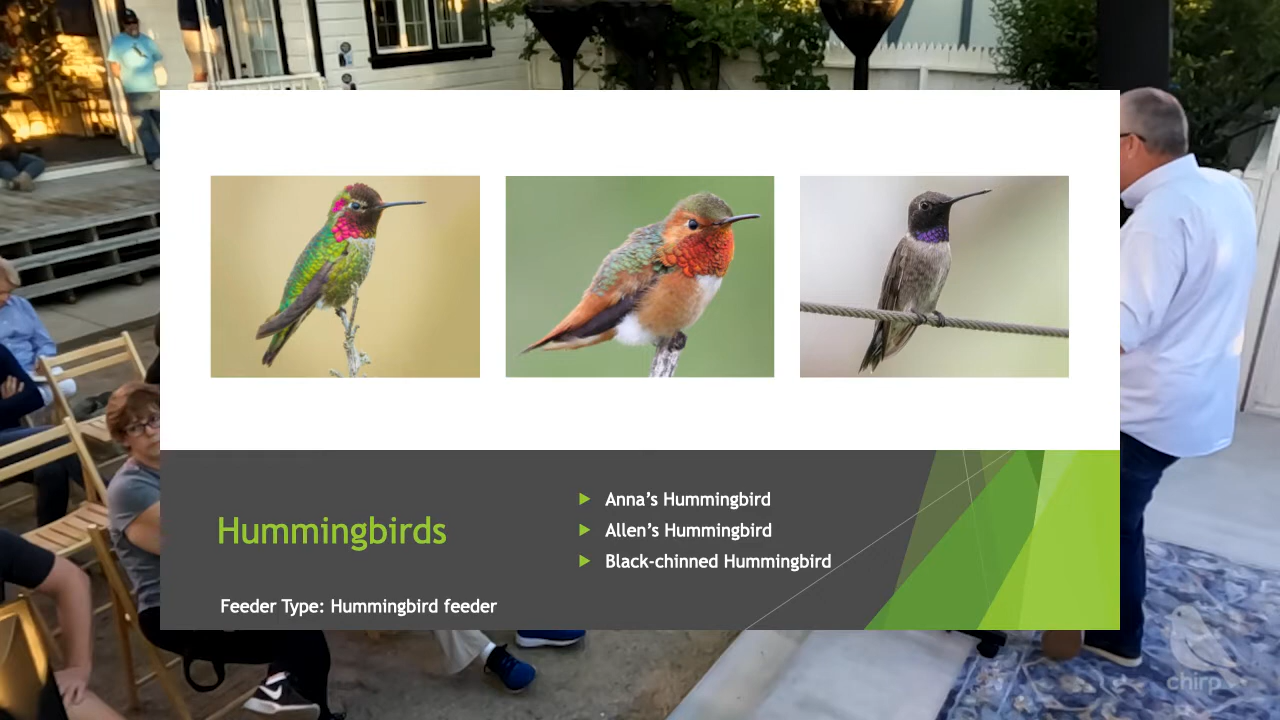 Hummingbirds
Feeder Type: Hummingbird feeder
Anna's Hummingbird
Allen's Hummingbird
Black-chinned Hummingbird
chirp